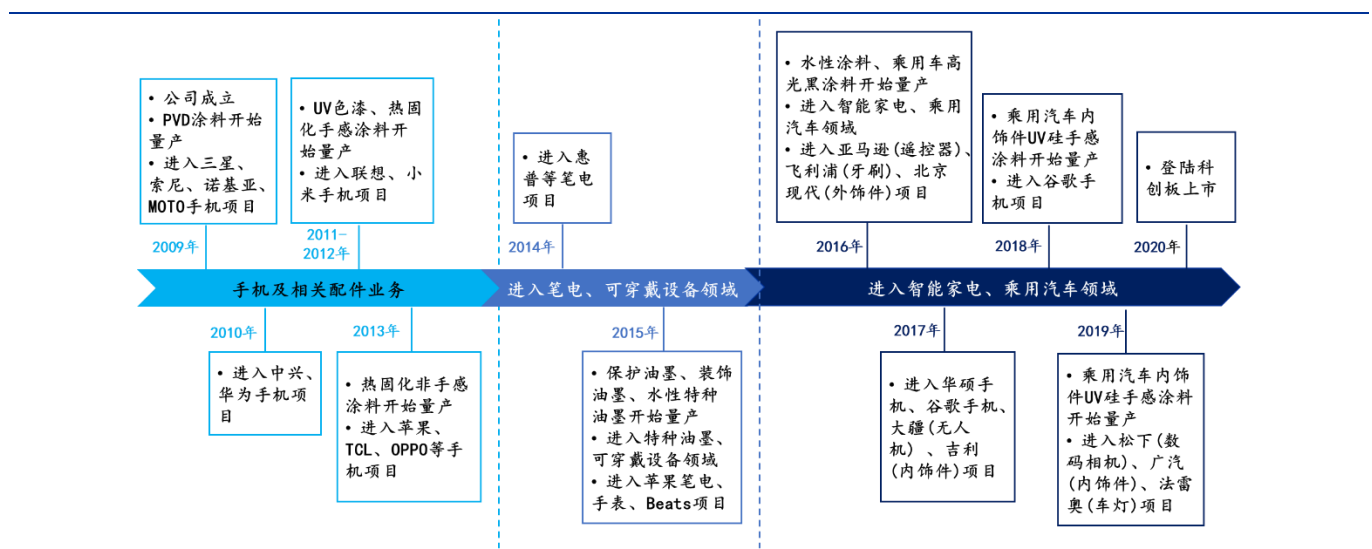 • 公司成立
• PVD涂料开始
量产
• 进入三星、
索尼、诺基亚、
MOTO手机项目
2009年
• UV色漆、热固
化手感涂料开
始量产
• 进入联想、小
米手机项目
2011-
2012年
• 进入惠
普等笔电
项目
2014年
• 水性涂料、乘用车高
光黑涂料开始量产
• 进入智能家电、乘用
汽车领域
• 进入亚马逊(遥控器)、
飞利浦(牙刷)、北京
现代(外饰件)项目
2016年
• 乘用汽车内
饰件UV硅手感
涂料开始量产
• 进入谷歌手
机项目
2018年
• 登陆科
创板上市
2020年
手机及相关配件业务
进入笔电、可穿戴设备领域
进入智能家电、乘用汽车领域
2010年
• 进入中兴、
华为手机项
目
2013年
• 热固化非手感
涂料开始量产
• 进入苹果、
TCL、OPPO等手
机项目
2015年
• 保护油墨、装饰
油墨、水性特种
油墨开始量产
• 进入特种油墨、
可穿戴设备领域
• 进入苹果笔电、
手表、Beats项目
2017年
• 进入华硕手
机、谷歌手机、
大疆(无人
机)、吉利
(内饰件)项目
2019年
• 乘用汽车内饰
件UV硅手感涂料
开始量产
• 进入松下(数
码相机)、广汽
(内饰件)、法雷
奥(车灯)项目